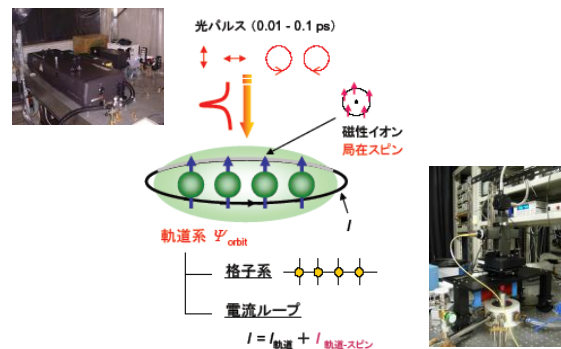 光パルス (0.01 - 0.1 ps)
磁性イオン
局在スピン
I
軌道系 Ψorbit
格子系
電流ループ
I = I軌道 + I軌道-スピン